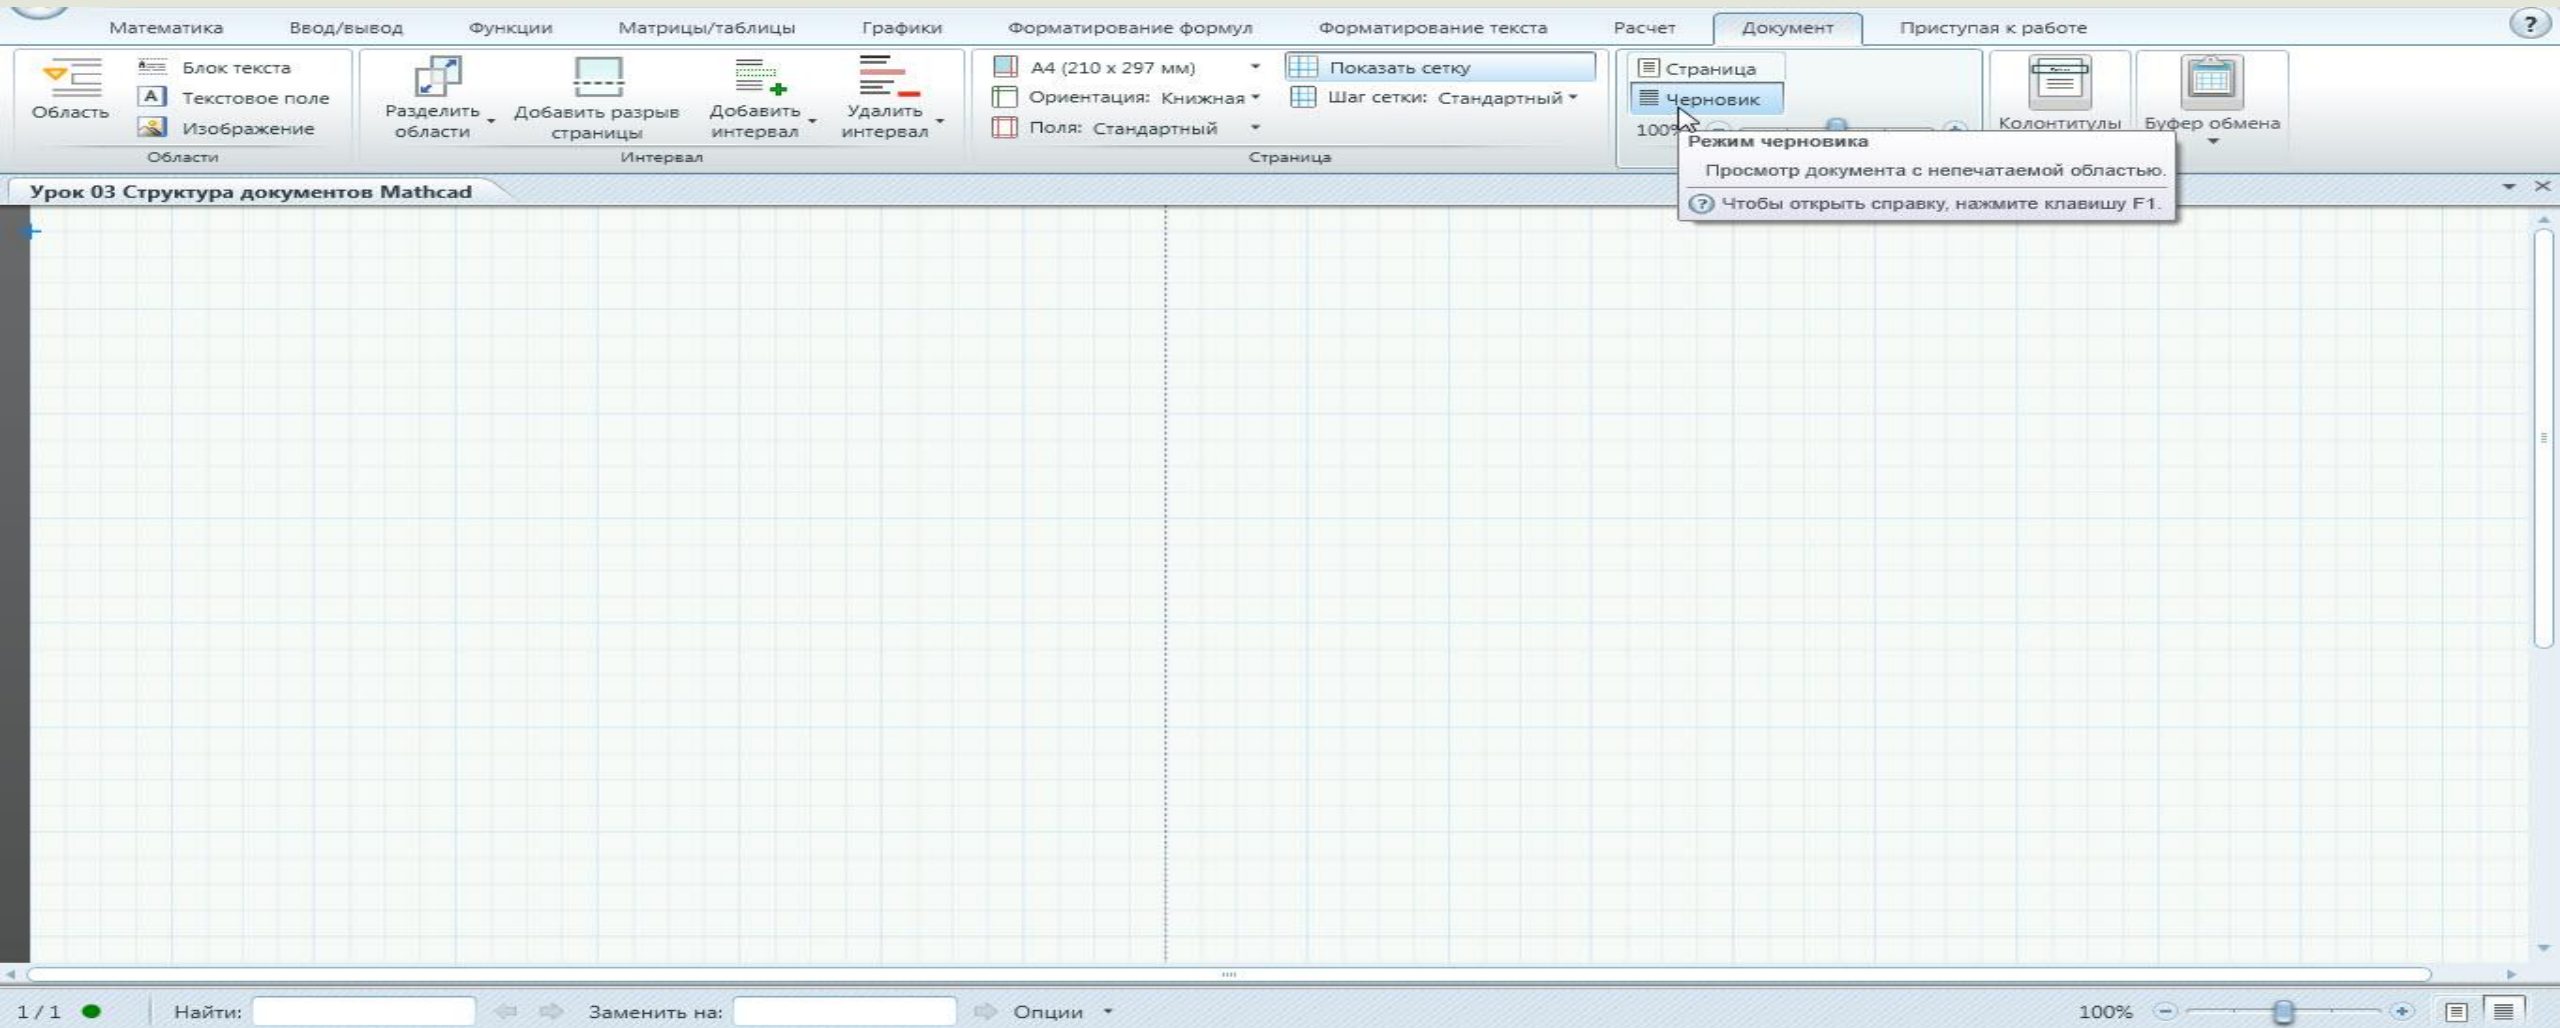 Математика Ввод/вывод Функции Матрицы/таблицы Графики Форматирование формул Форматирование текста Расчет Документ Приступая к работе ?
Область
Блок текста
A Текстовое поле
Изображение
Области
Разделить области
Добавить разрыв страницы
Добавить интервал
Удалить интервал
Интервал
A4 (210 x 297 мм)
Ориентация: Книжная
Поля: Стандартный
Показать сетку
Шаг сетки: Стандартный
Страница
Страница
Черновик
100%
Колонтитулы
Буфер обмена
Режим черновика
Просмотр документа с непечатаемой областью.
? Чтобы открыть справку, нажмите клавишу F1.
Урок 03 Структура документов Mathcad
1 / 1 Найти: Заменить на: Опции 100%